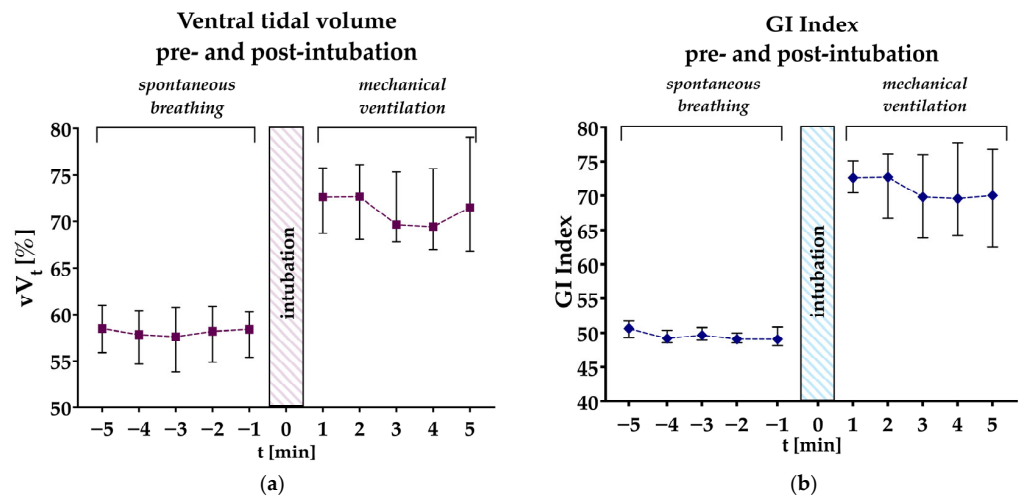 Ventral tidal volume
pre- and post-intubation
spontaneous
breathing
mechanical
ventilation
80
75
70
65
60
55
50
vVt [%]
intubation
−5 −4 −3 −2 −1 0 1 2 3 4 5
t [min]
(a)
GI Index
pre- and post-intubation
spontaneous
breathing
mechanical
ventilation
80
75
70
65
60
55
50
45
40
GI Index
intubation
−5 −4 −3 −2 −1 0 1 2 3 4 5
t [min]
(b)